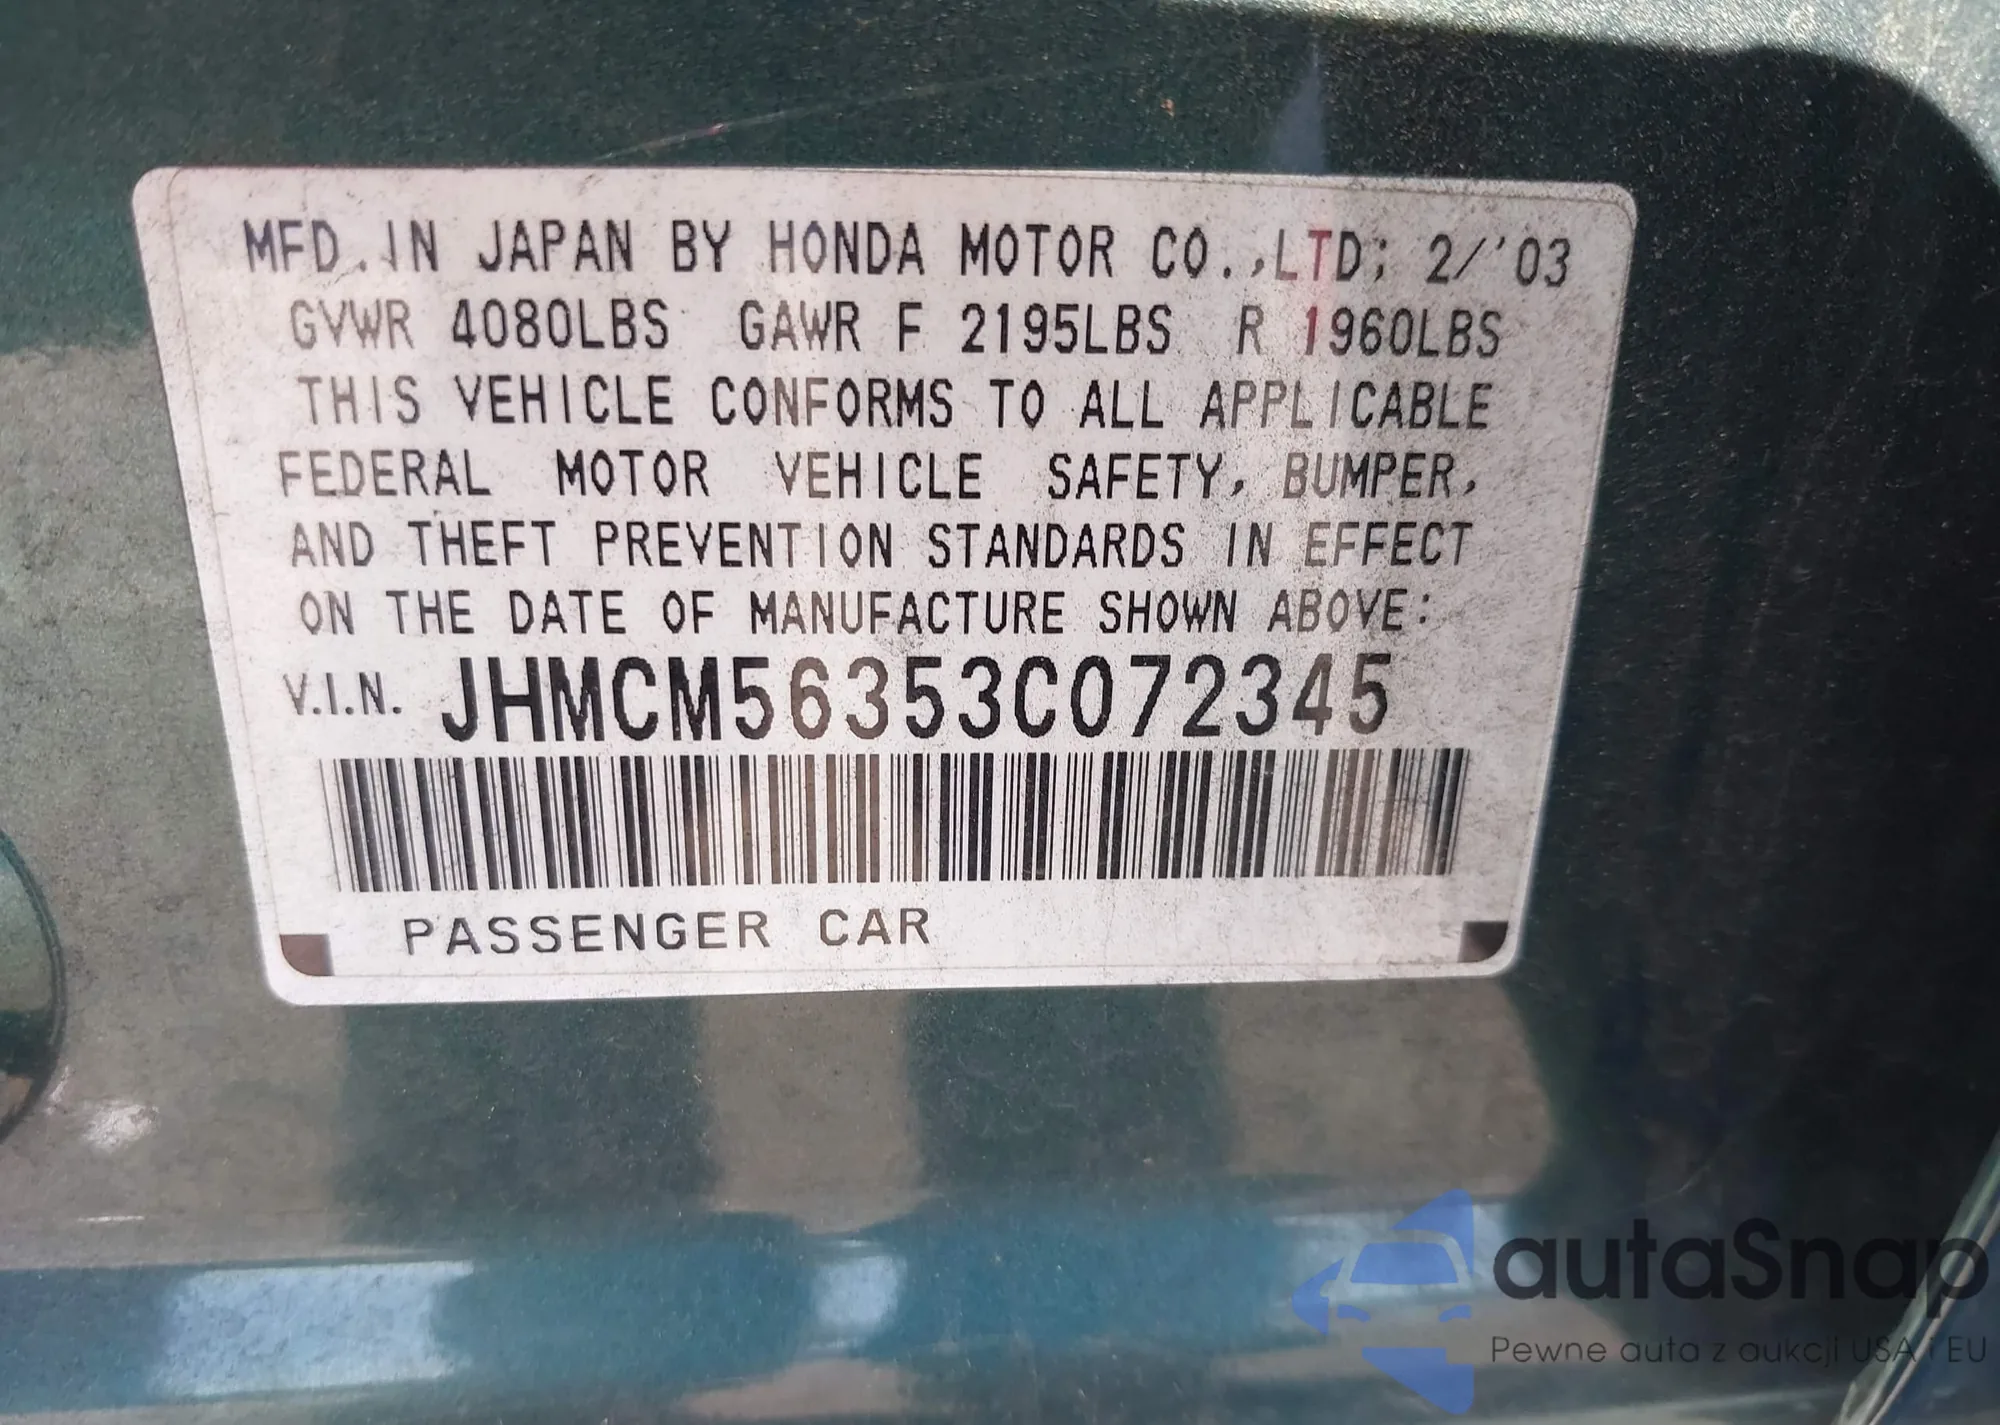 MFD.IN JAPAN BY HONDA MOTOR CO.,LTD; 2/'03
GVWR 4080LBS GAWR F 2195LBS R 1960LBS
THIS VEHICLE CONFORMS TO ALL APPLICABLE
FEDERAL MOTOR VEHICLE SAFETY, BUMPER,
AND THEFT PREVENTION STANDARDS IN EFFECT
ON THE DATE OF MANUFACTURE SHOWN ABOVE:
V.I.N. JHMCM56353C072345
PASSENGER CAR
autaSnap
Pewne auta z aukcji USA i EU